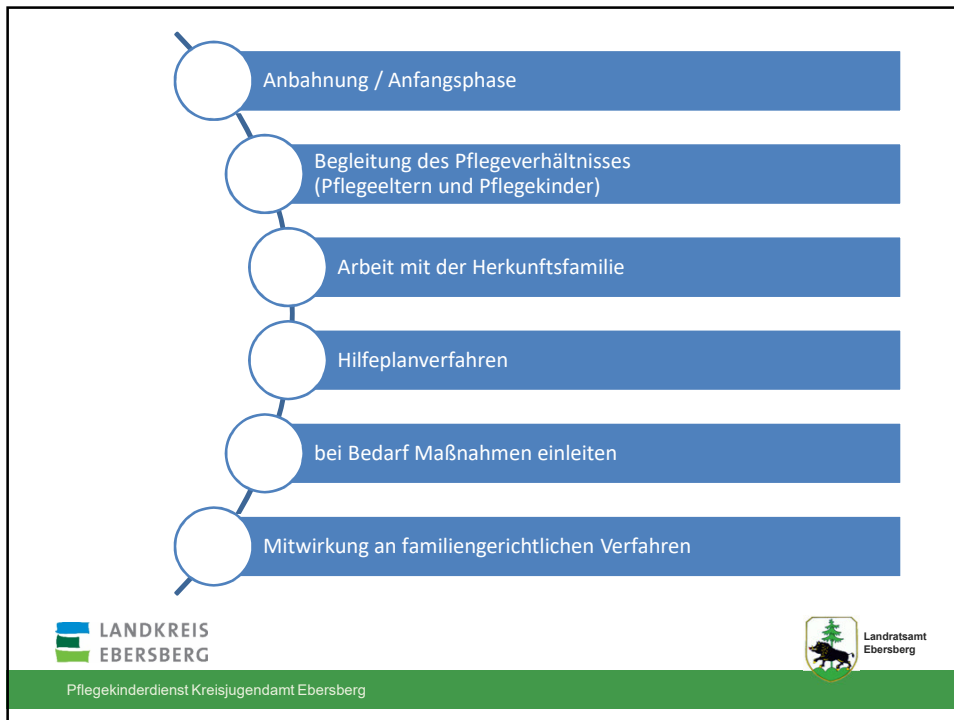 Anbahnung / Anfangsphase
Begleitung des Pflegeverhältnisses
(Pflegeeltern und Pflegekinder)
Arbeit mit der Herkunftsfamilie
Hilfeplanverfahren
bei Bedarf Maßnahmen einleiten
Mitwirkung an familiengerichtlichen Verfahren
LANDKREIS
EBERSBERG
Landratsamt
Ebersberg
Pflegekinderdienst Kreisjugendamt Ebersberg